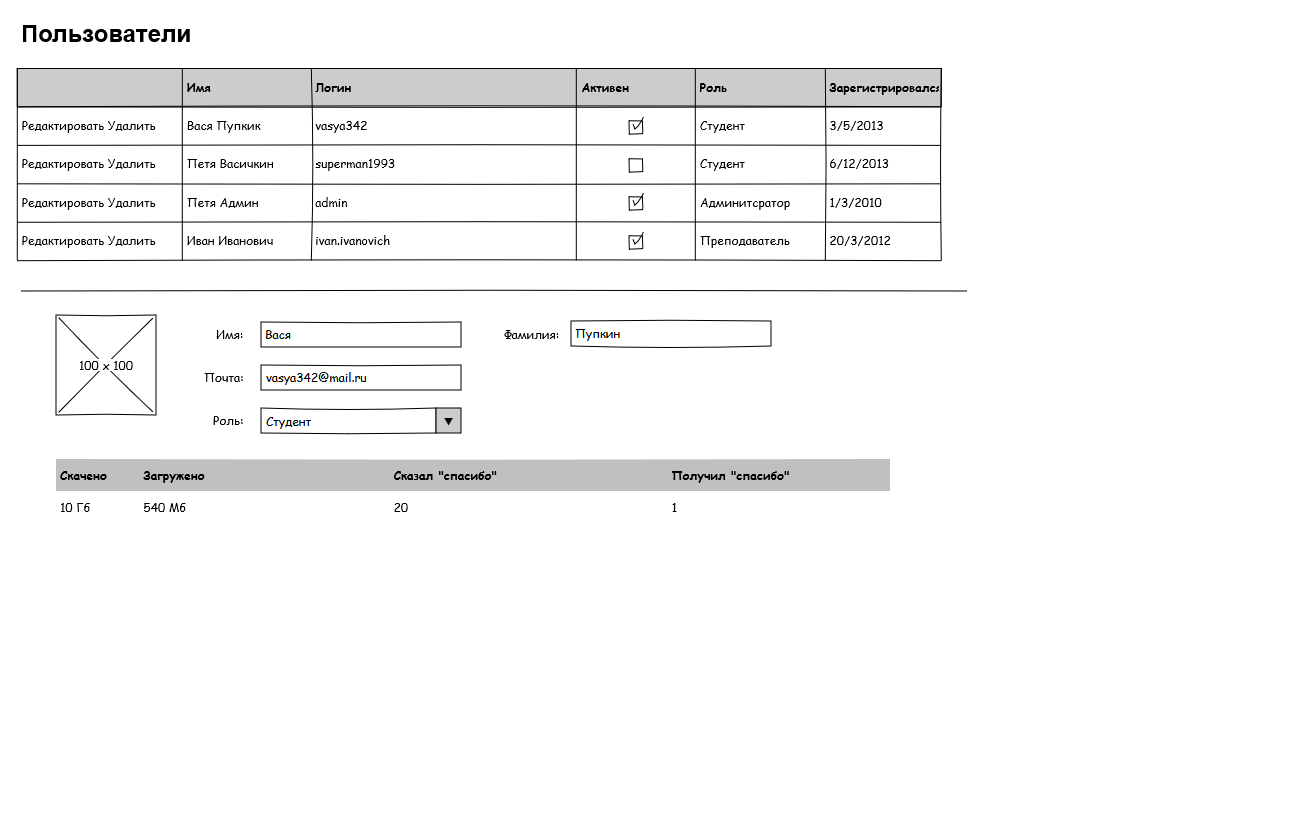 Пользователи
Имя Логин Активен Роль Зарегистрировался
Редактировать Удалить Вася Пупкик vasya342 Студент 3/5/2013
Редактировать Удалить Петя Васичкин superman1993 Студент 6/12/2013
Редактировать Удалить Петя Админ admin Админитсратор 1/3/2010
Редактировать Удалить Иван Иванович ivan.ivanovich Преподаватель 20/3/2012
100 x 100
Имя: Вася Фамилия: Пупкин
Почта: vasya342@mail.ru
Роль: Студент
Скачено Загружено Сказал "спасибо" Получил "спасибо"
10 Гб 540 Мб 20 1